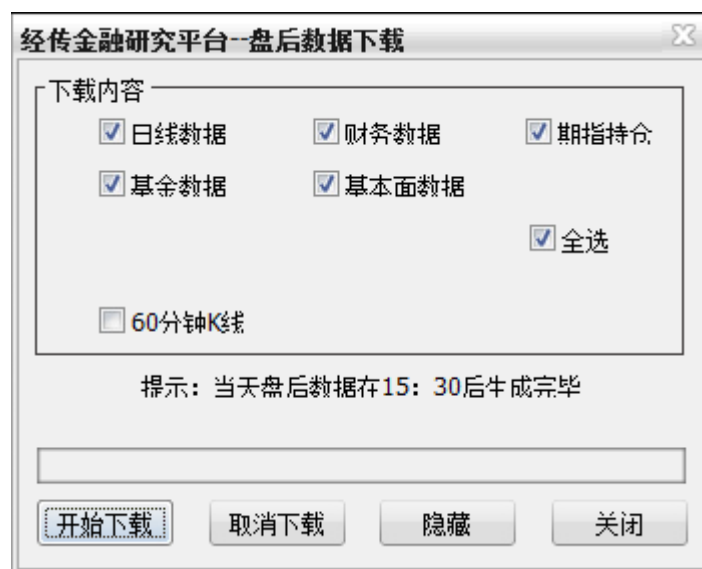 经传金融研究平台--盘后数据下载
下载内容
日线数据 财务数据 期指持仓
基金数据 基本面数据
全选
60分钟K线
提示：当天盘后数据在15：30后生成完毕
开始下载 取消下载 隐藏 关闭